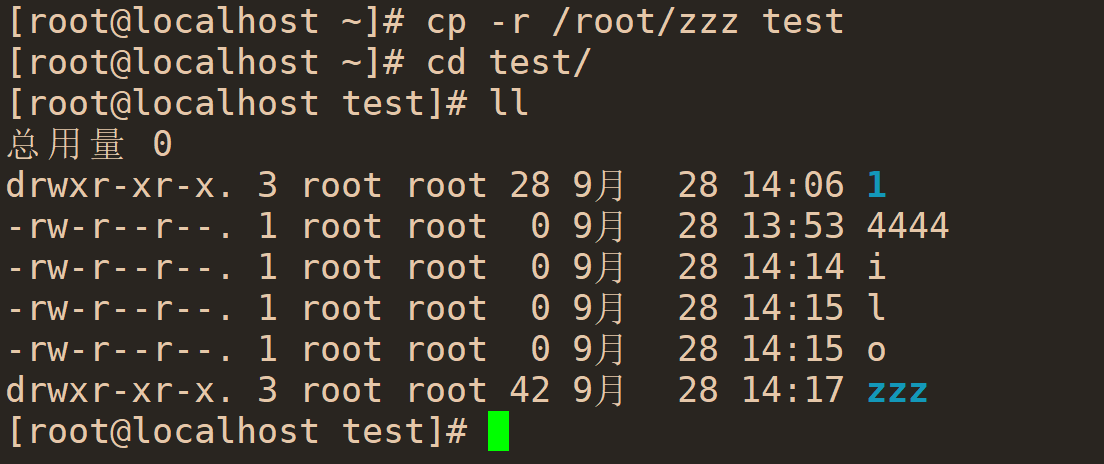 [root@localhost ~]# cp -r /root/zzz test
[root@localhost ~]# cd test/
[root@localhost test]# ll
总用量 0
drwxr-xr-x. 3 root root 28 9月  28 14:06 1
-rw-r--r--. 1 root root  0 9月  28 13:53 4444
-rw-r--r--. 1 root root  0 9月  28 14:14 i
-rw-r--r--. 1 root root  0 9月  28 14:15 l
-rw-r--r--. 1 root root  0 9月  28 14:15 o
drwxr-xr-x. 3 root root 42 9月  28 14:17 zzz
[root@localhost test]#